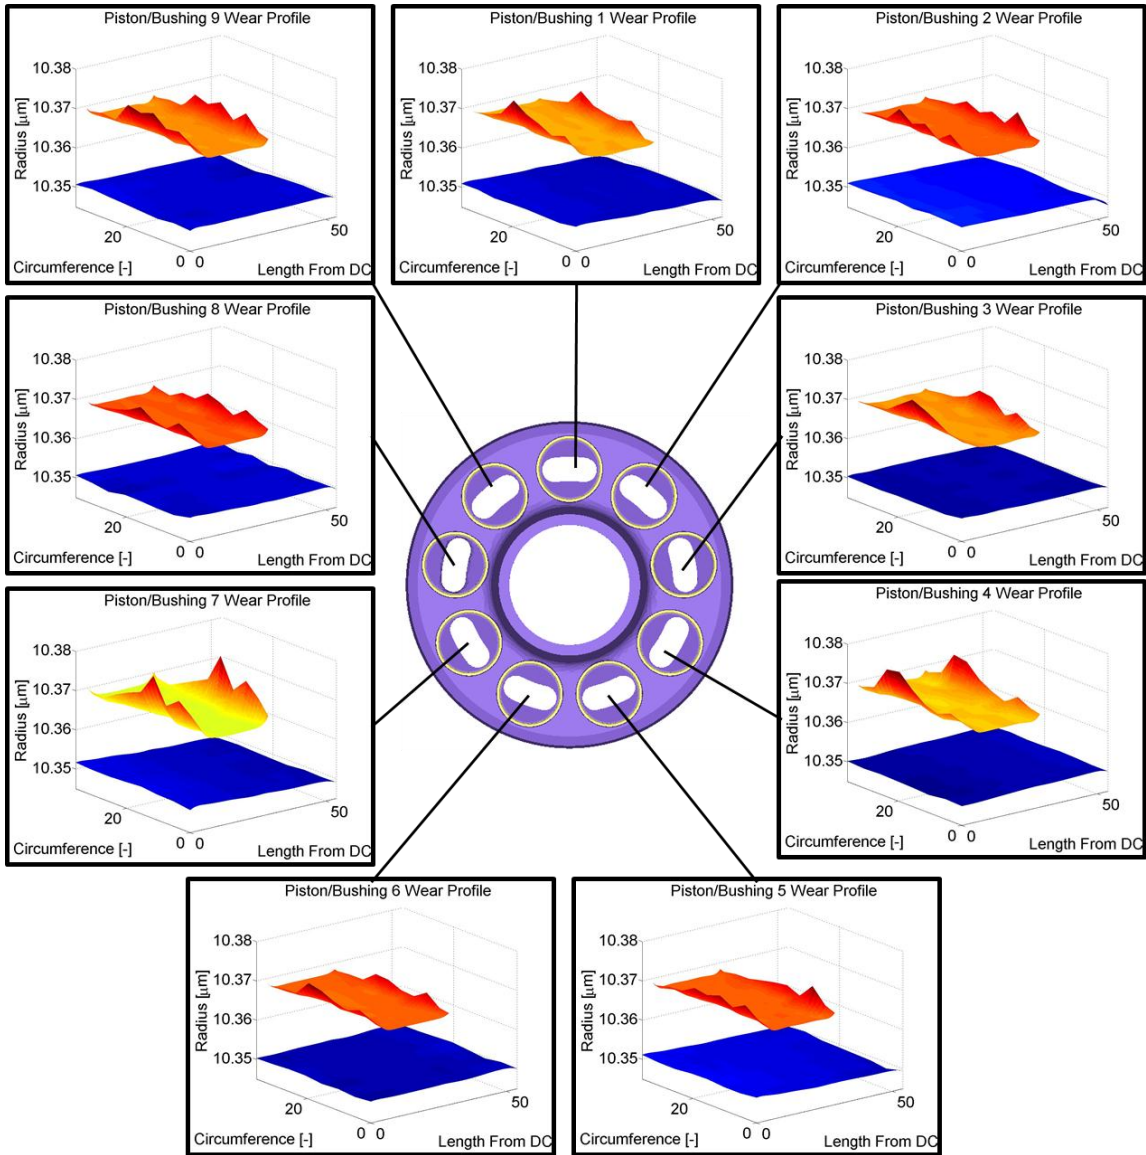 Piston/Bushing 9 Wear Profile
10.38
10.37
10.36
10.35
Radius [µm]
20
0 0
50
Circumference [-]
Length From DC
Piston/Bushing 1 Wear Profile
10.38
10.37
10.36
10.35
Radius [µm]
20
0 0
50
Circumference [-]
Length From DC
Piston/Bushing 2 Wear Profile
10.38
10.37
10.36
10.35
Radius [µm]
20
0 0
50
Circumference [-]
Length From DC
Piston/Bushing 8 Wear Profile
10.38
10.37
10.36
10.35
Radius [µm]
20
0 0
50
Circumference [-]
Length From DC
Piston/Bushing 3 Wear Profile
10.38
10.37
10.36
10.35
Radius [µm]
20
0 0
50
Circumference [-]
Length From DC
Piston/Bushing 7 Wear Profile
10.38
10.37
10.36
10.35
Radius [µm]
20
0 0
50
Circumference [-]
Length From DC
Piston/Bushing 4 Wear Profile
10.38
10.37
10.36
10.35
Radius [µm]
20
0 0
50
Circumference [-]
Length From DC
Piston/Bushing 6 Wear Profile
10.38
10.37
10.36
10.35
Radius [µm]
20
0 0
50
Circumference [-]
Length From DC
Piston/Bushing 5 Wear Profile
10.38
10.37
10.36
10.35
Radius [µm]
20
0 0
50
Circumference [-]
Length From DC